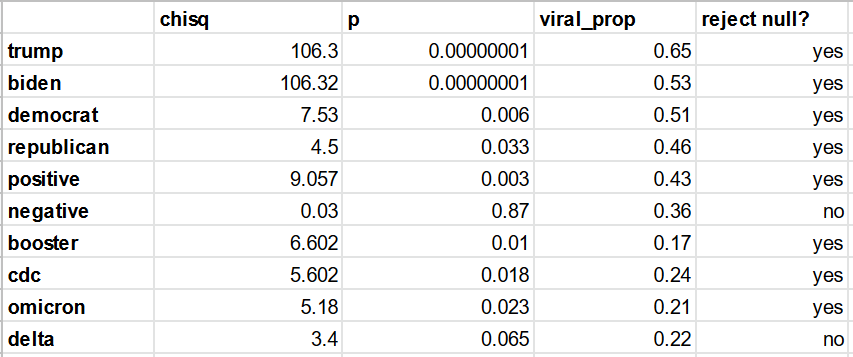 chisq p viral_prop reject null?
trump 106.3 0.00000001 0.65 yes
biden 106.32 0.00000001 0.53 yes
democrat 7.53 0.006 0.51 yes
republican 4.5 0.033 0.46 yes
positive 9.057 0.003 0.43 yes
negative 0.03 0.87 0.36 no
booster 6.602 0.01 0.17 yes
cdc 5.602 0.018 0.24 yes
omicron 5.18 0.023 0.21 yes
delta 3.4 0.065 0.22 no